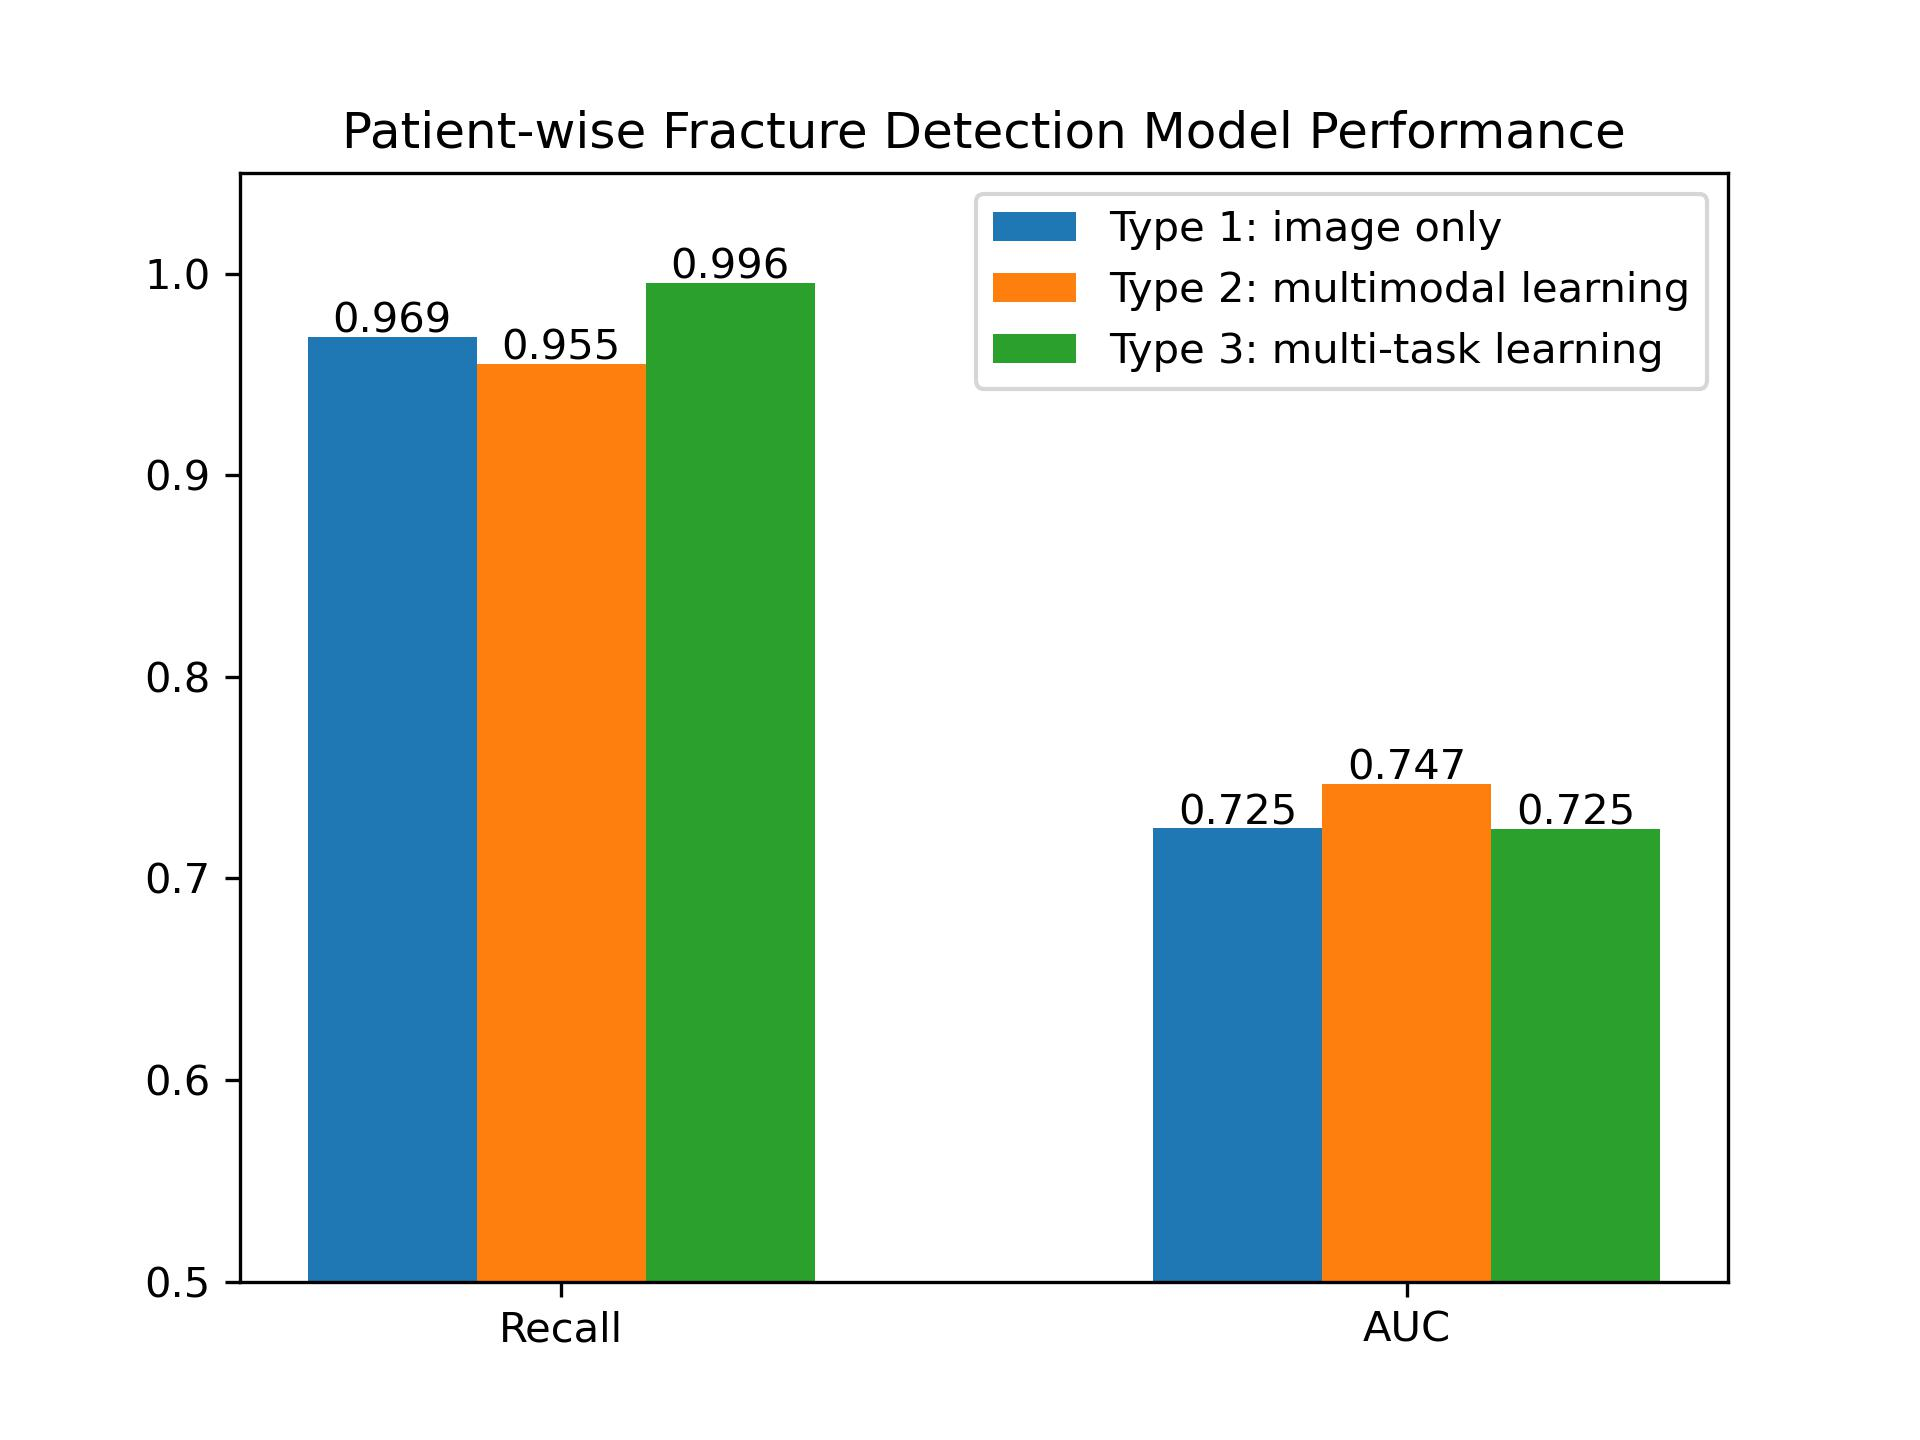 Patient-wise Fracture Detection Model Performance
Type 1: image only
Type 2: multimodal learning
Type 3: multi-task learning
1.0
0.9
0.8
0.7
0.6
0.5
0.969
0.955
0.996
0.725
0.747
0.725
Recall
AUC